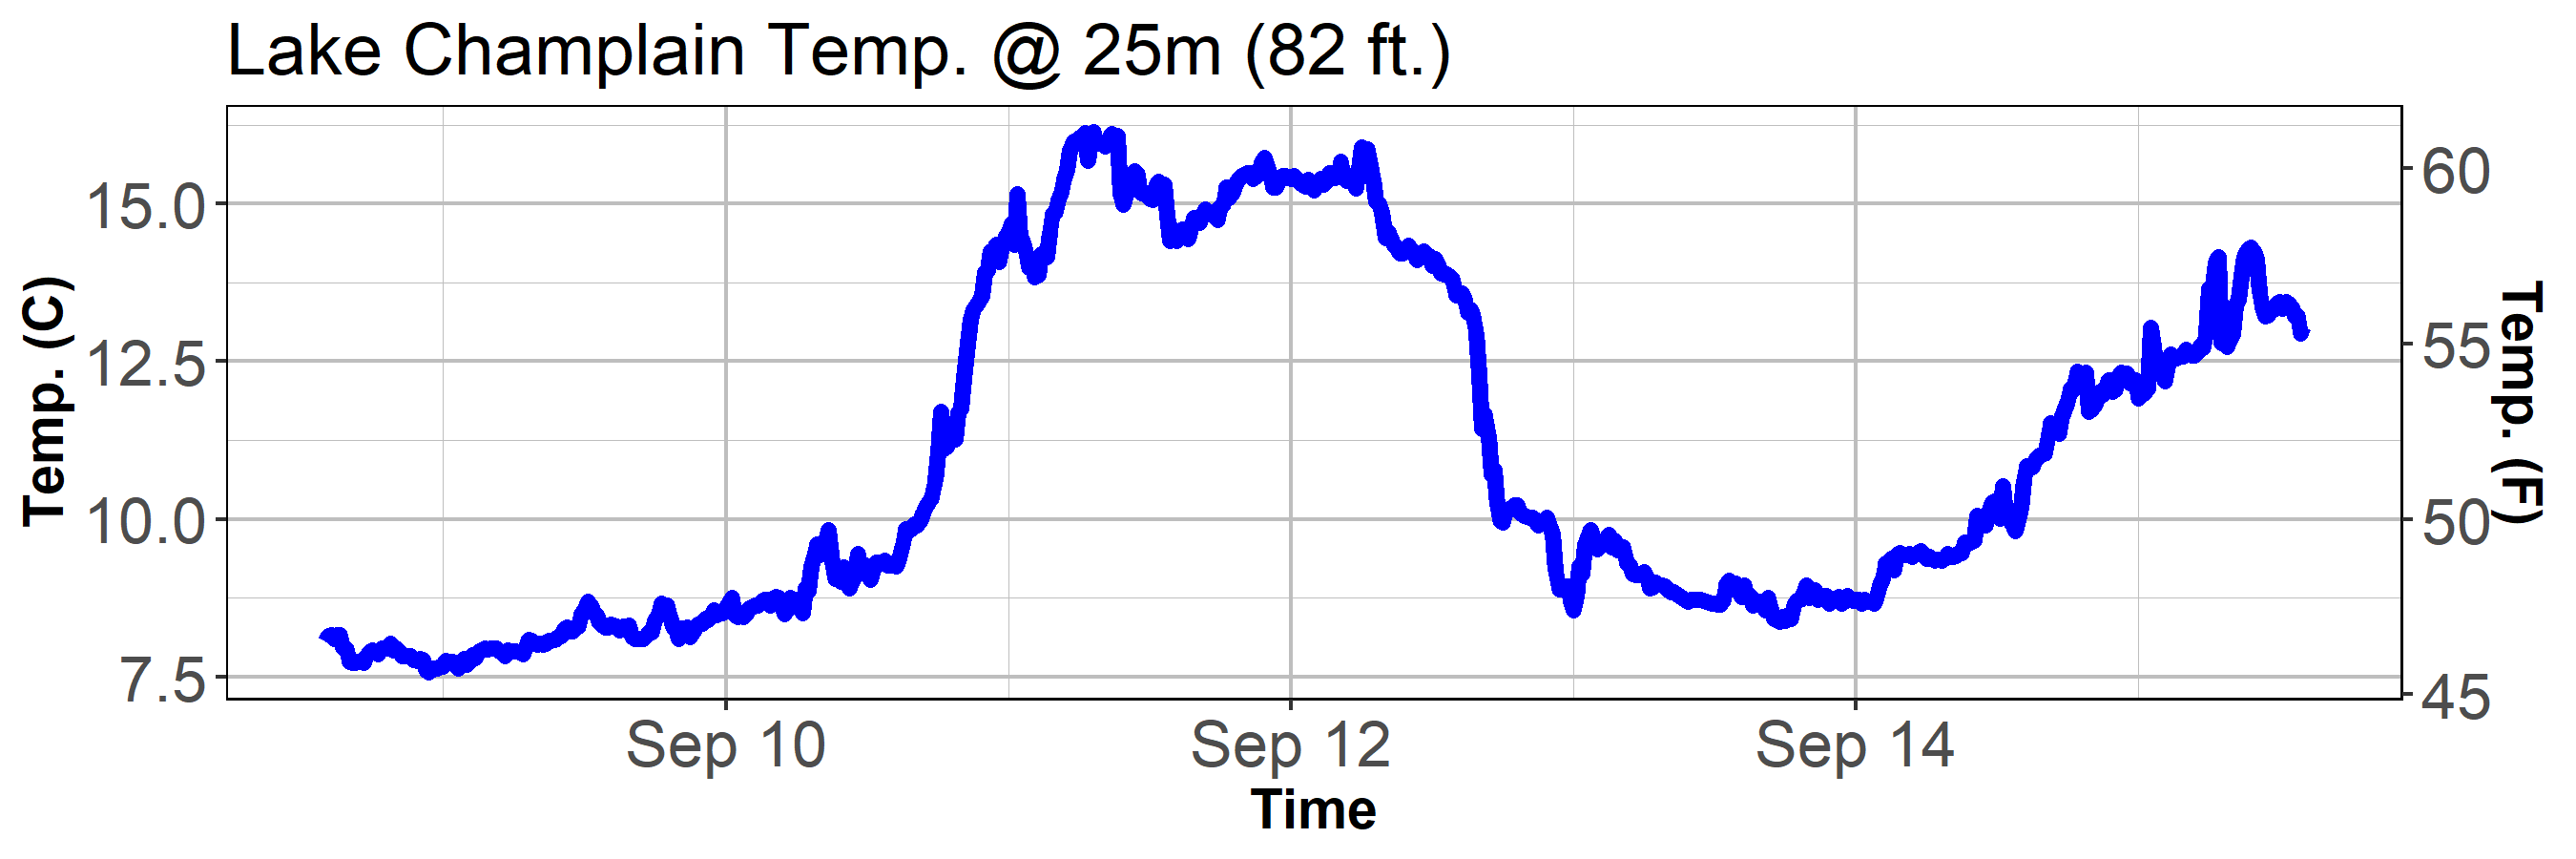 Lake Champlain Temp. @ 25m (82 ft.)
Temp. (C)
15.0
12.5
10.0
7.5
60
55
50
45
Temp. (F)
Sep 10
Sep 12
Sep 14
Time